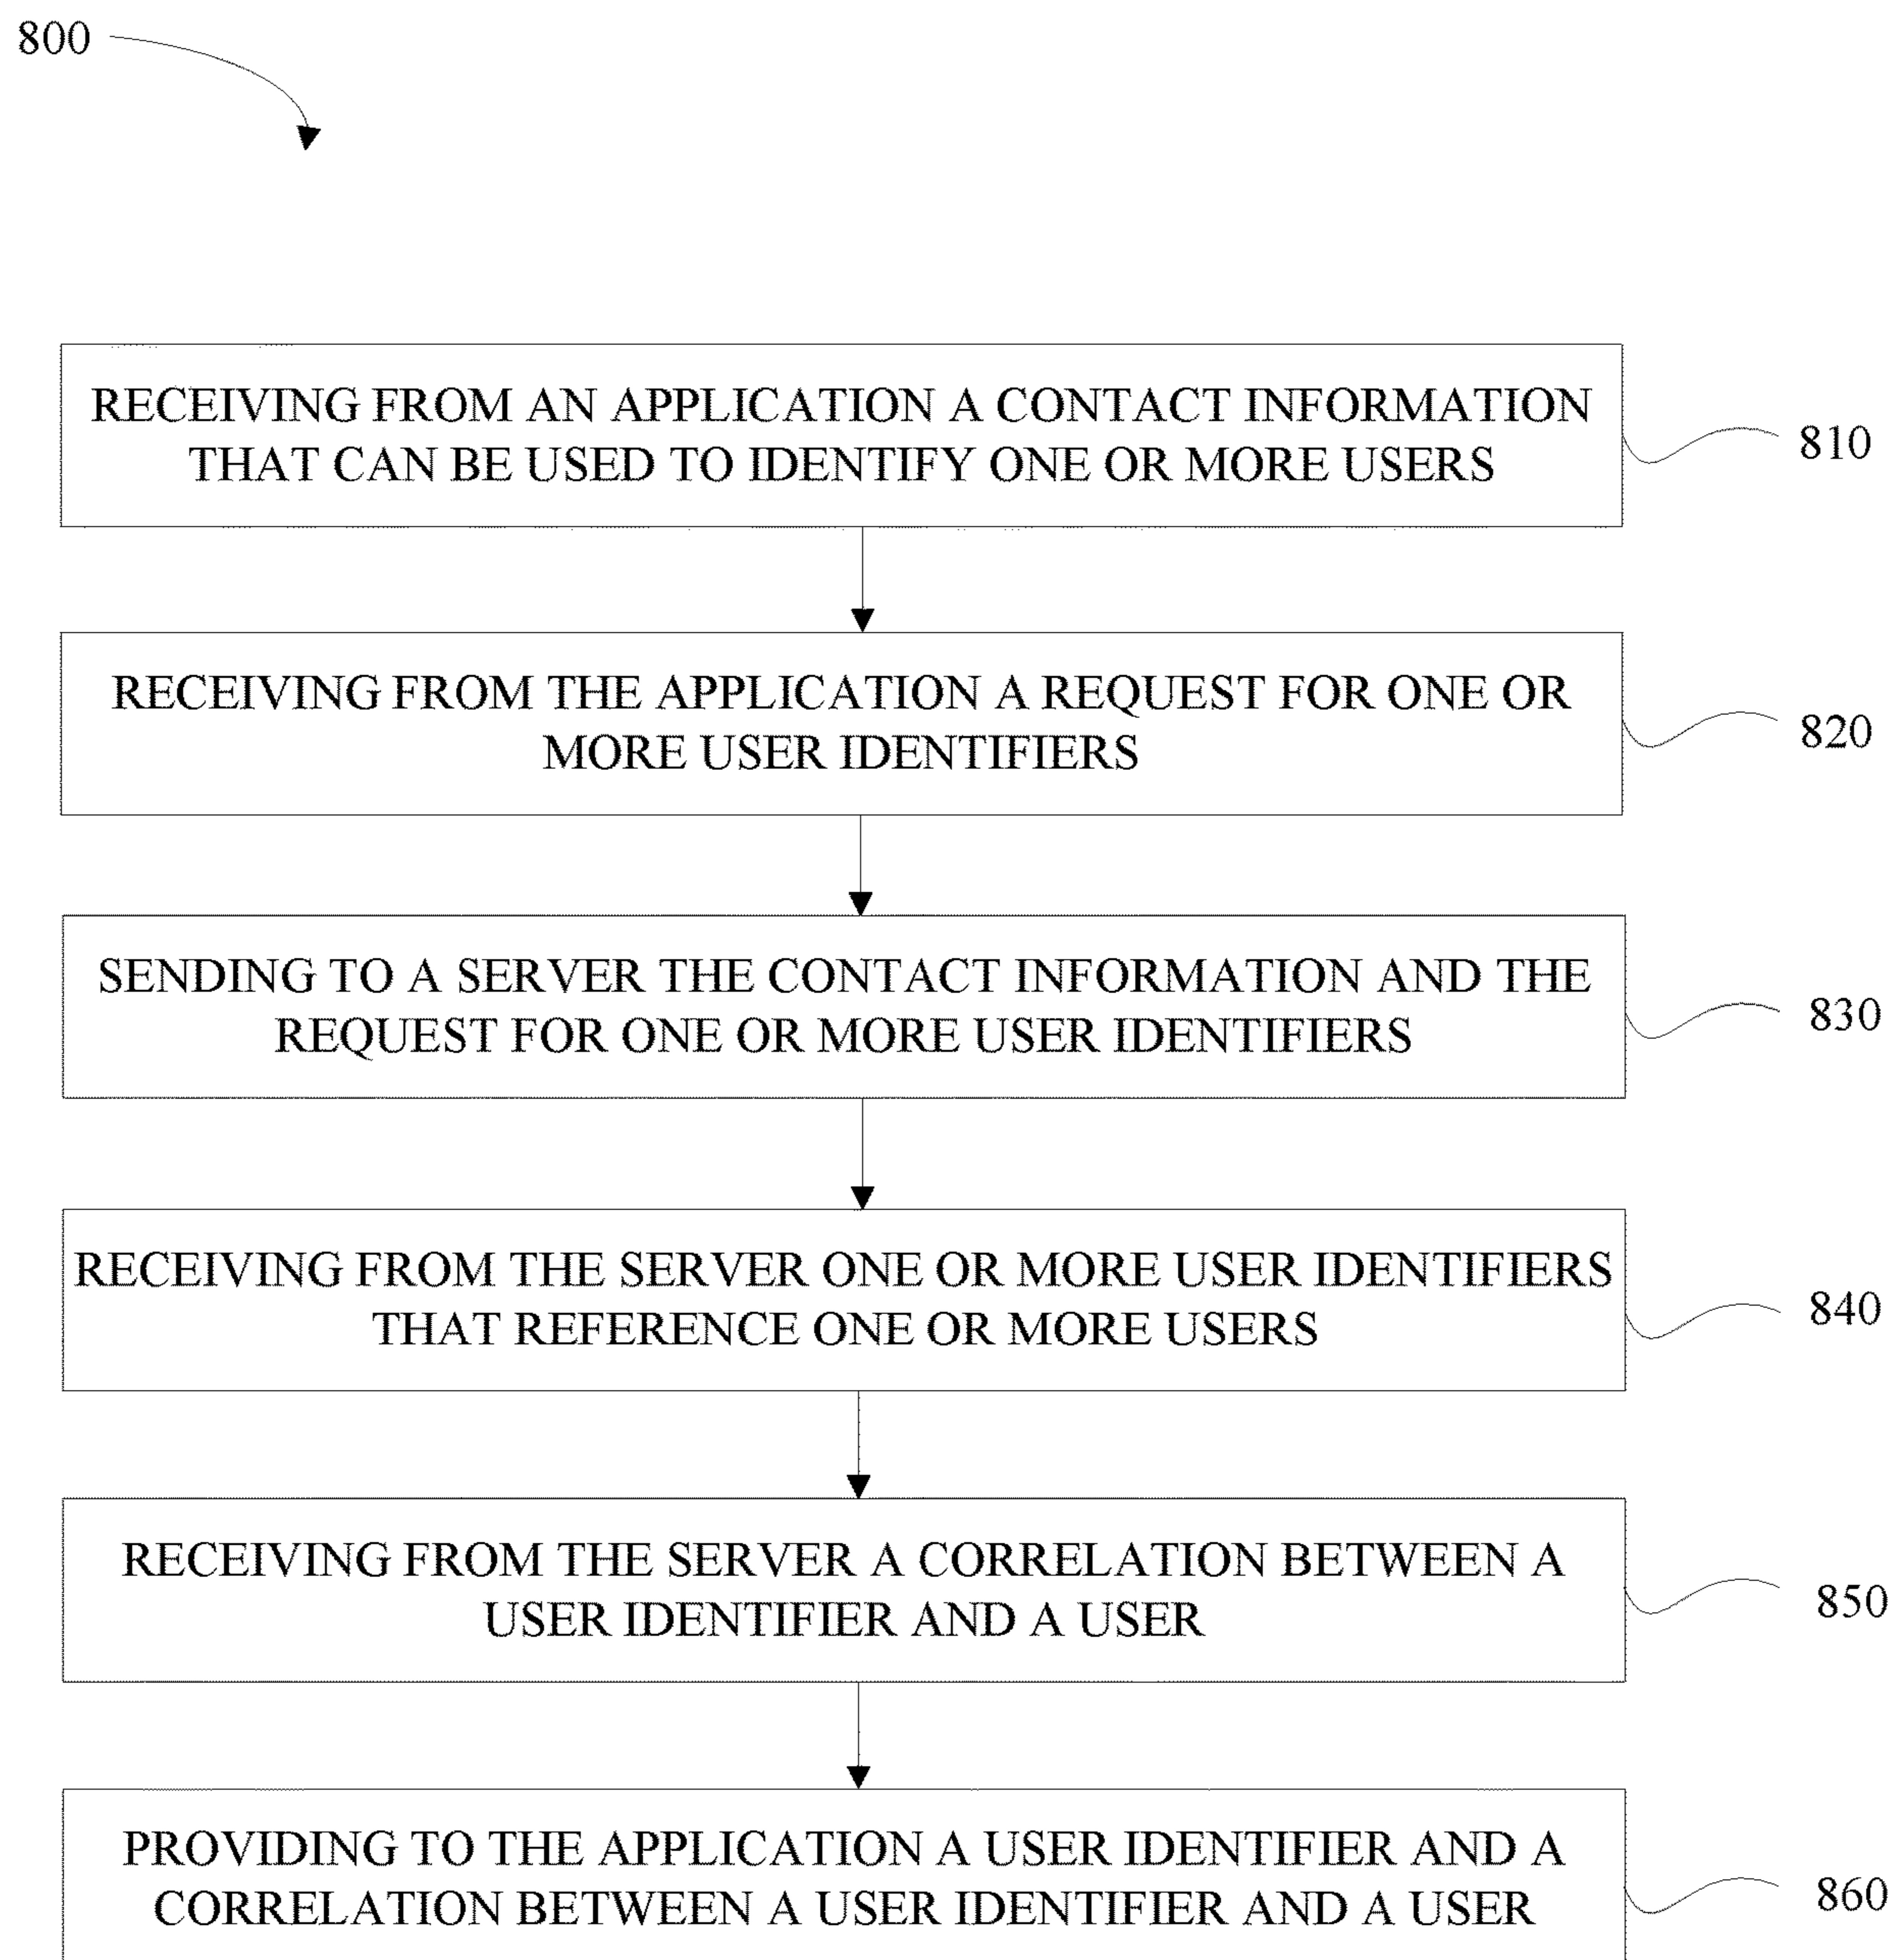 800
RECEIVING FROM AN APPLICATION A CONTACT INFORMATION
THAT CAN BE USED TO IDENTIFY ONE OR MORE USERS
810
RECEIVING FROM THE APPLICATION A REQUEST FOR ONE OR
MORE USER IDENTIFIERS
820
SENDING TO A SERVER THE CONTACT INFORMATION AND THE
REQUEST FOR ONE OR MORE USER IDENTIFIERS
830
RECEIVING FROM THE SERVER ONE OR MORE USER IDENTIFIERS
THAT REFERENCE ONE OR MORE USERS
840
RECEIVING FROM THE SERVER A CORRELATION BETWEEN A
USER IDENTIFIER AND A USER
850
PROVIDING TO THE APPLICATION A USER IDENTIFIER AND A
CORRELATION BETWEEN A USER IDENTIFIER AND A USER
860